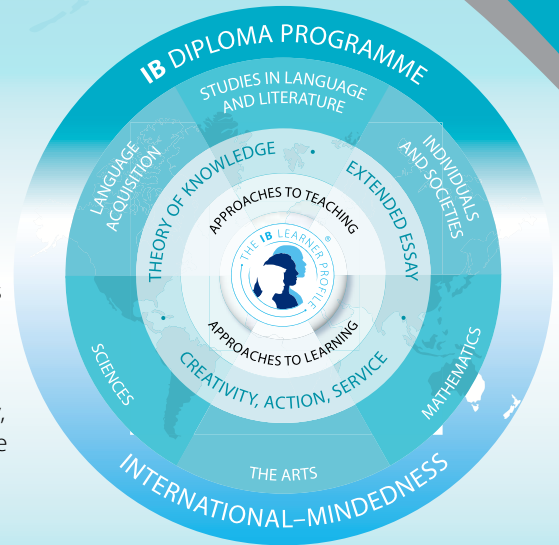 IB DIPLOMA PROGRAMME
STUDIES IN LANGUAGE
AND LITERATURE
LANGUAGE
ACQUISITION
INDIVIDUALS
AND SOCIETIES
THEORY OF KNOWLEDGE
EXTENDED ESSAY
APPROACHES TO TEACHING
THE IB LEARNER PROFILE®
APPROACHES TO LEARNING
CREATIVITY, ACTION, SERVICE
SCIENCES
MATHEMATICS
THE ARTS
INTERNATIONAL–MINDEDNESS